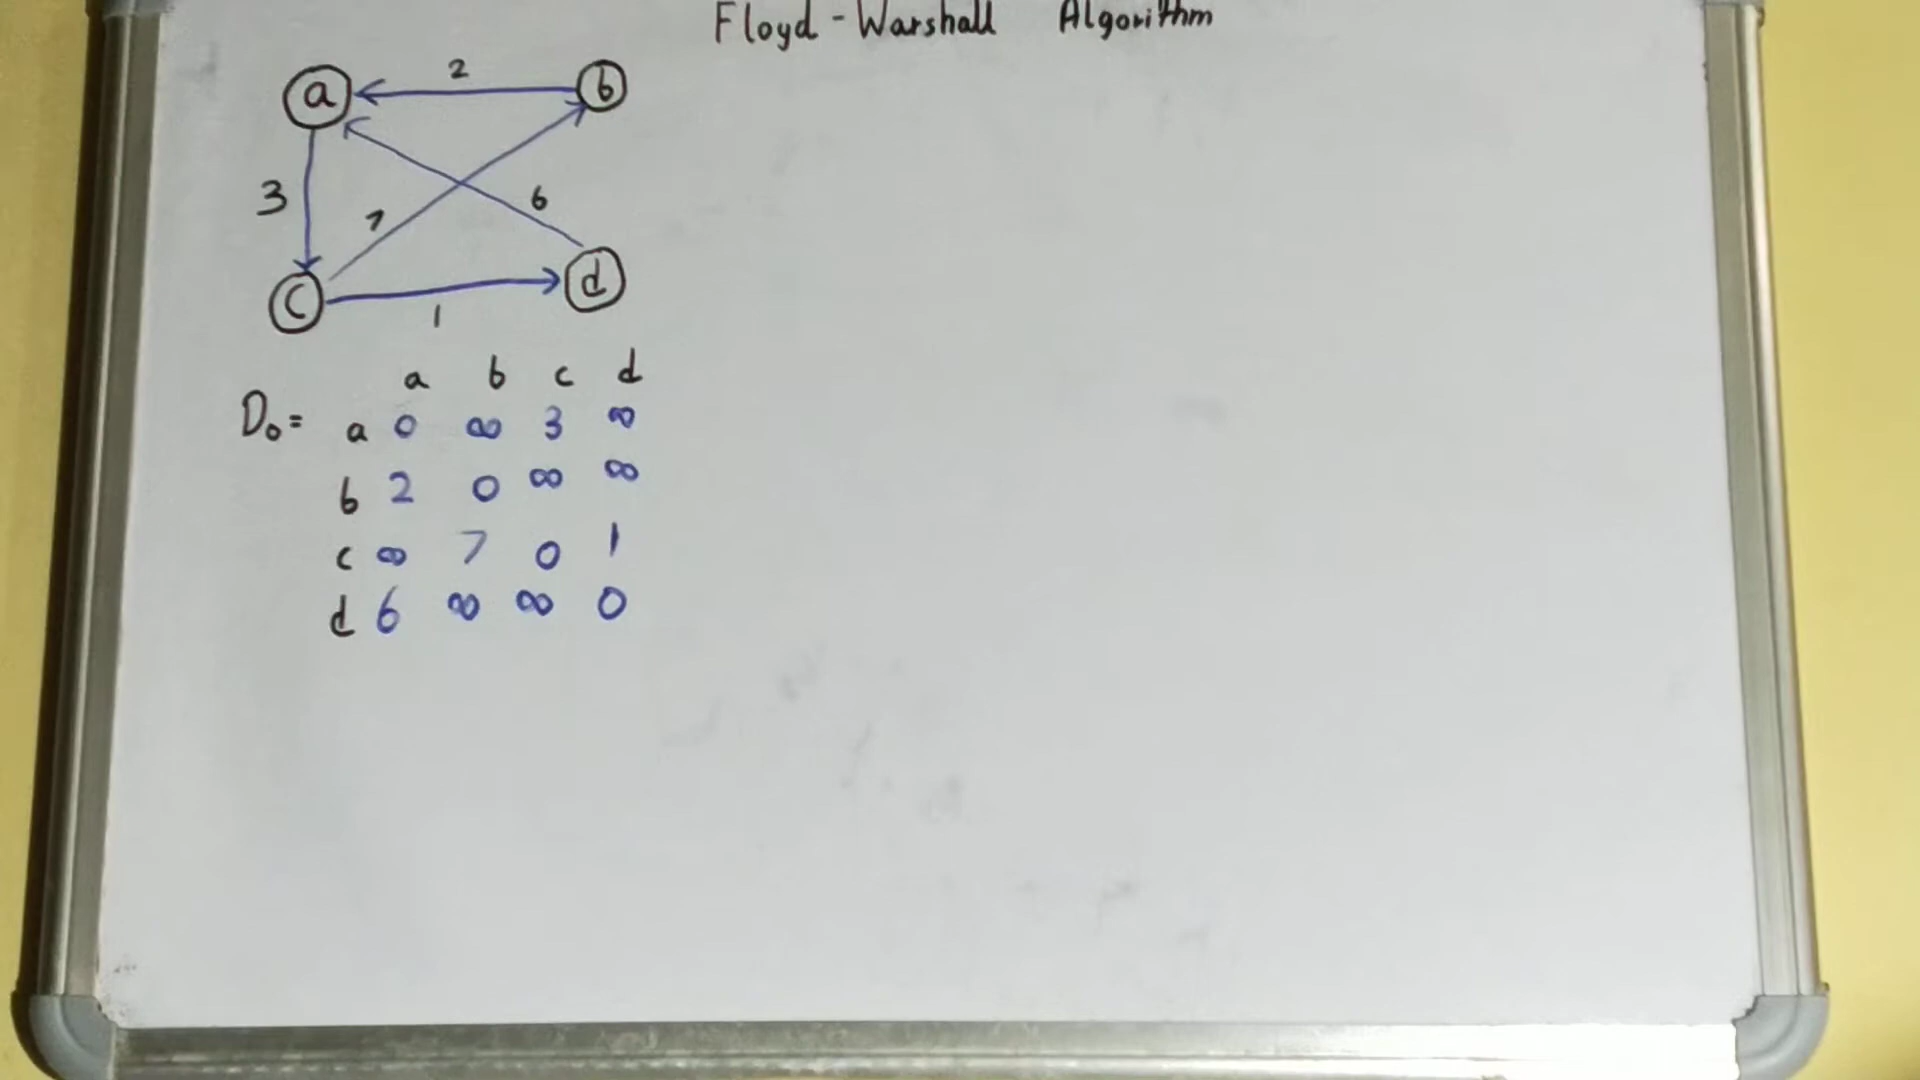 Floyd - Warshall Algorithm
a 2 b
3 7 6
c 1 d
a b c d
D₀= a 0 ∞ 3 ∞
b 2 0 ∞ ∞
c ∞ 7 0 1
d 6 ∞ ∞ 0